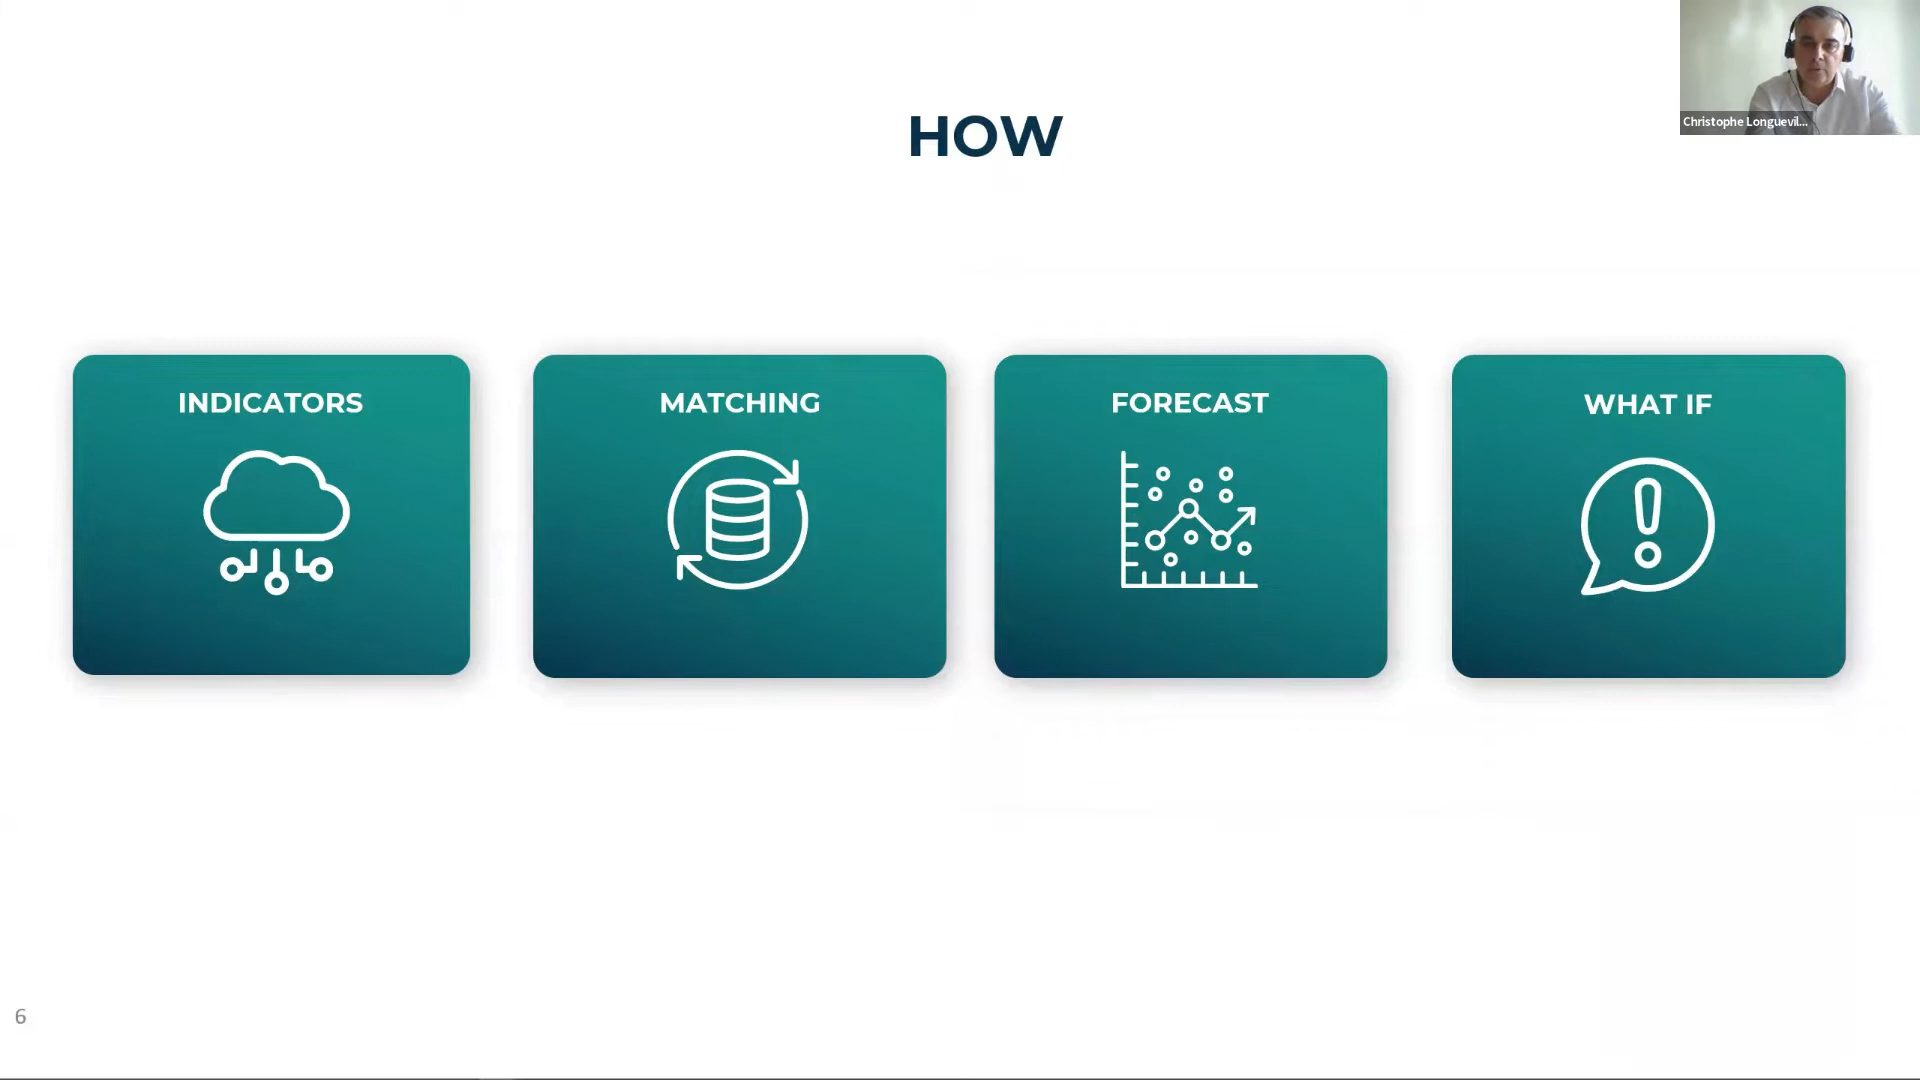 HOW
Christophe Longuevil...
INDICATORS
MATCHING
FORECAST
WHAT IF
6